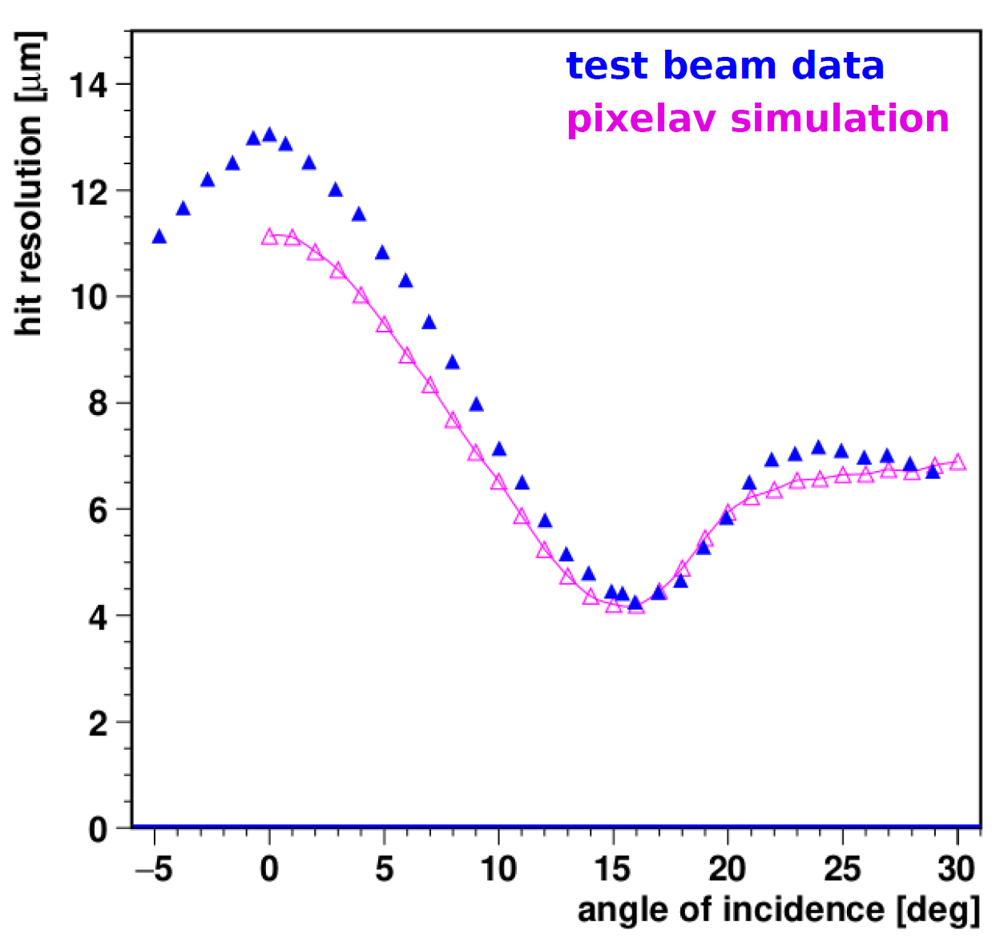 test beam data
pixelav simulation
hit resolution [μm]
14
12
10
8
6
4
2
0
−5 0 5 10 15 20 25 30
angle of incidence [deg]